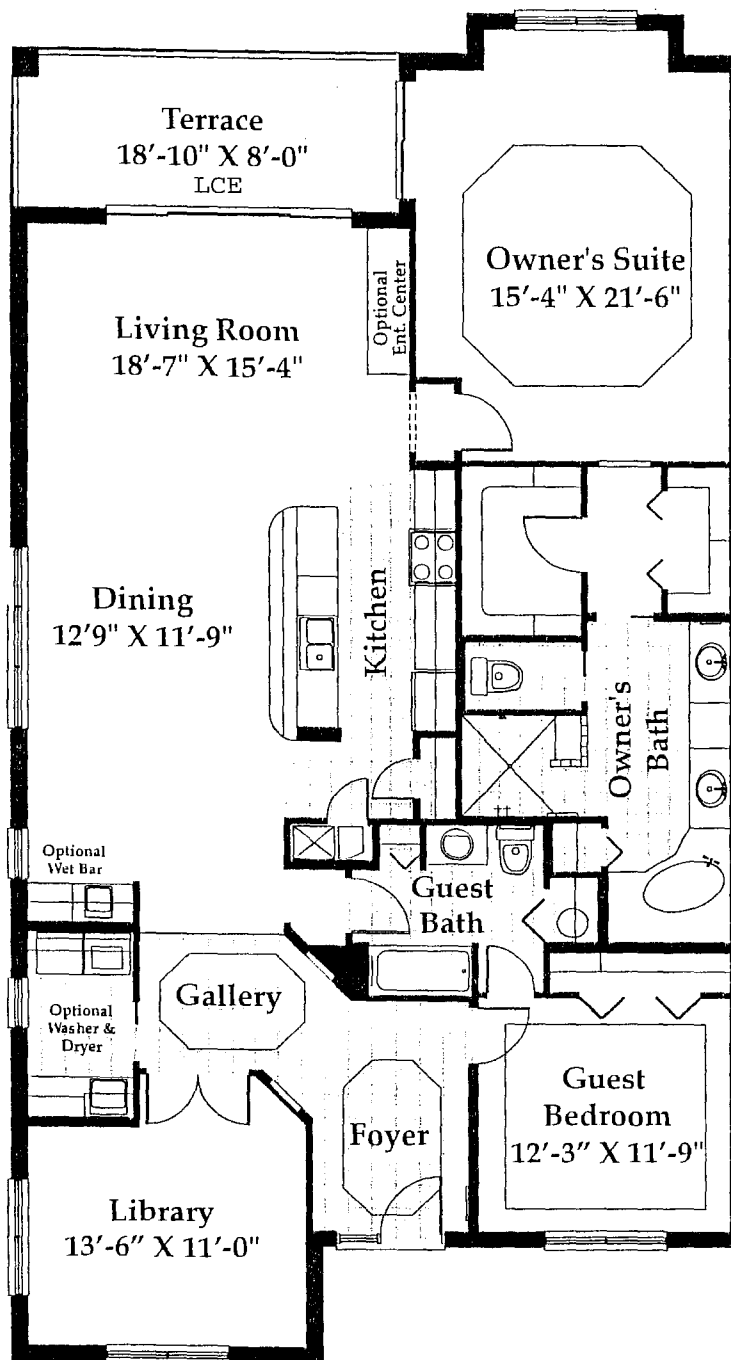 Terrace
18'-10" X 8'-0"
LCE
Owner's Suite
15'-4" X 21'-6"
Living Room
18'-7" X 15'-4"
Optional
Ent. Center
Dining
12'9" X 11'-9"
Kitchen
Owner's
Bath
Optional
Wet Bar
Guest
Bath
Gallery
Optional
Washer &
Dryer
Foyer
Guest
Bedroom
12'-3" X 11'-9"
Library
13'-6" X 11'-0"